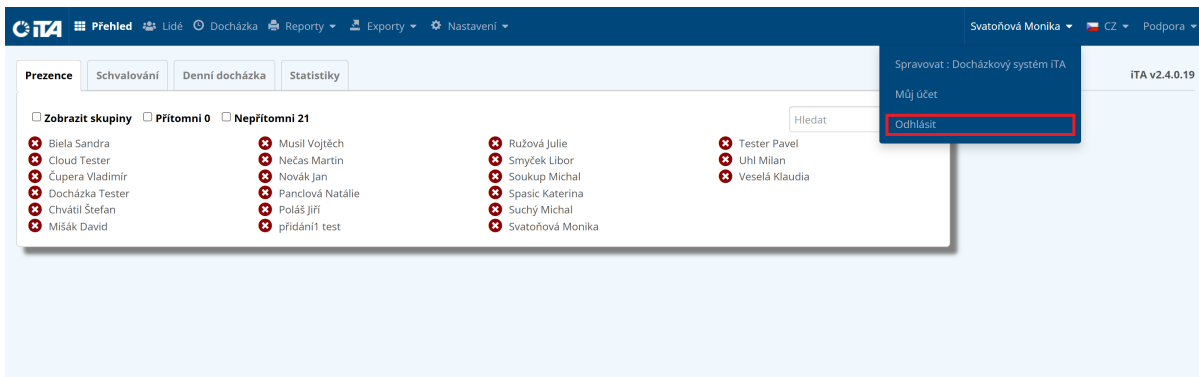 iTA Přehled Lidé Docházka Reporty Exporty Nastavení Svatoňová Monika CZ Podpora
Spravovat : Docházkový systém iTA
Můj účet
Odhlásit
Prezence Schvalování Denní docházka Statistiky iTA v2.4.0.19
Zobrazit skupiny Přítomni 0 Nepřítomni 21 Hledat
Biela Sandra Musil Vojtěch Ružová Julie Tester Pavel
Cloud Tester Nečas Martin Smyček Libor Uhl Milan
Čupera Vladimír Novák Jan Soukup Michal Veselá Klaudia
Docházka Tester Panclová Natálie Spasic Katerina
Chvátil Štefan Poláš Jiří Suchý Michal
Mišák David přidání1 test Svatoňová Monika